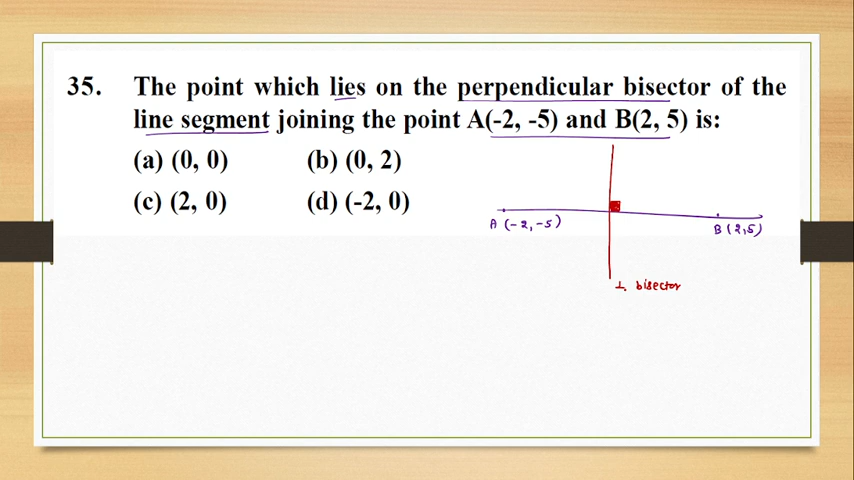 35. The point which lies on the perpendicular bisector of the
line segment joining the point A(-2, -5) and B(2, 5) is:
(a) (0, 0) (b) (0, 2)
(c) (2, 0) (d) (-2, 0)
A (-2, -5) B (2,5)
⊥. bisector